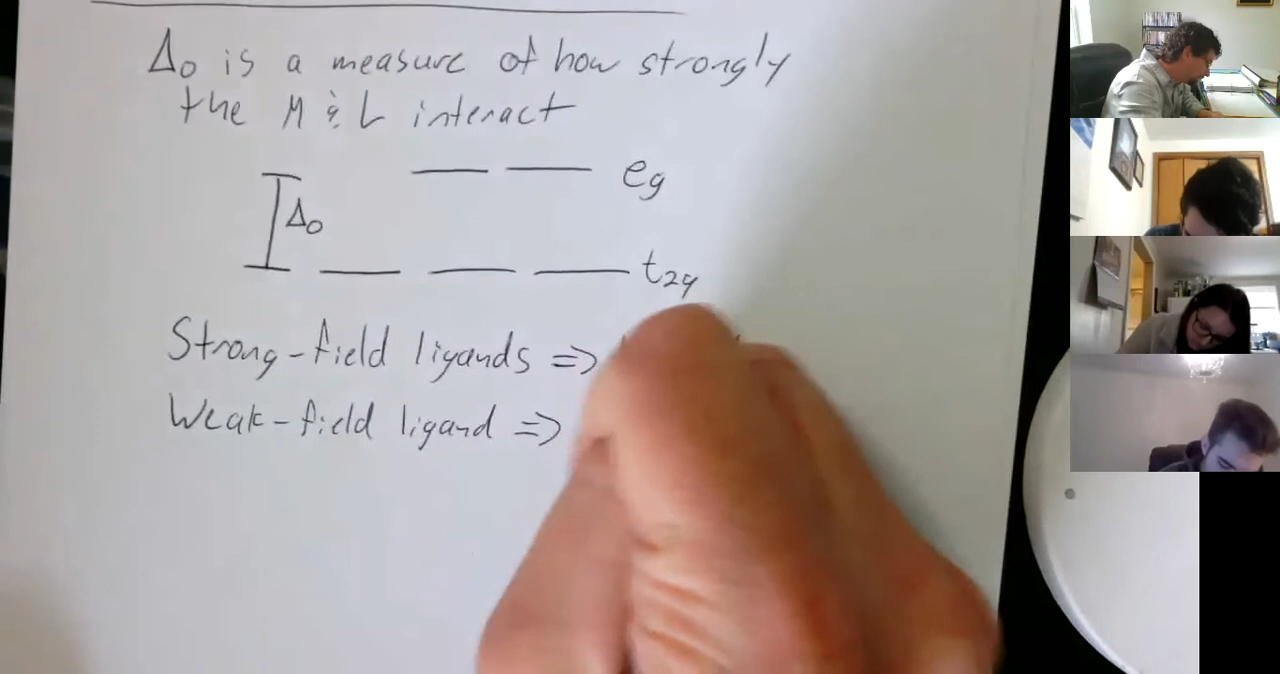 Δo is a measure of how strongly
the M & L interact
eg
Δo
t2g
Strong-field ligands =>
Weak-field ligand =>